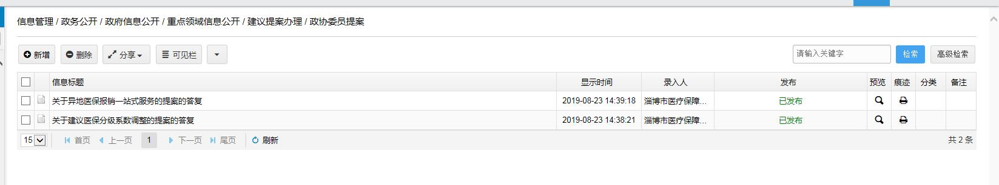 信息管理 / 政务公开 / 政府信息公开 / 重点领域信息公开 / 建议提案办理 / 政协委员提案
新增 删除 分享 可见栏 请输入关键字 检索 高级检索
信息标题 显示时间 录入人 发布 预览 痕迹 分类 备注
关于异地医保报销一站式服务的提案的答复 2019-08-23 14:39:18 淄博市医疗保障... 已发布
关于建议医保分级系数调整的提案的答复 2019-08-23 14:38:21 淄博市医疗保障... 已发布
15 首页 上一页 1 下一页 尾页 刷新 共 2 条